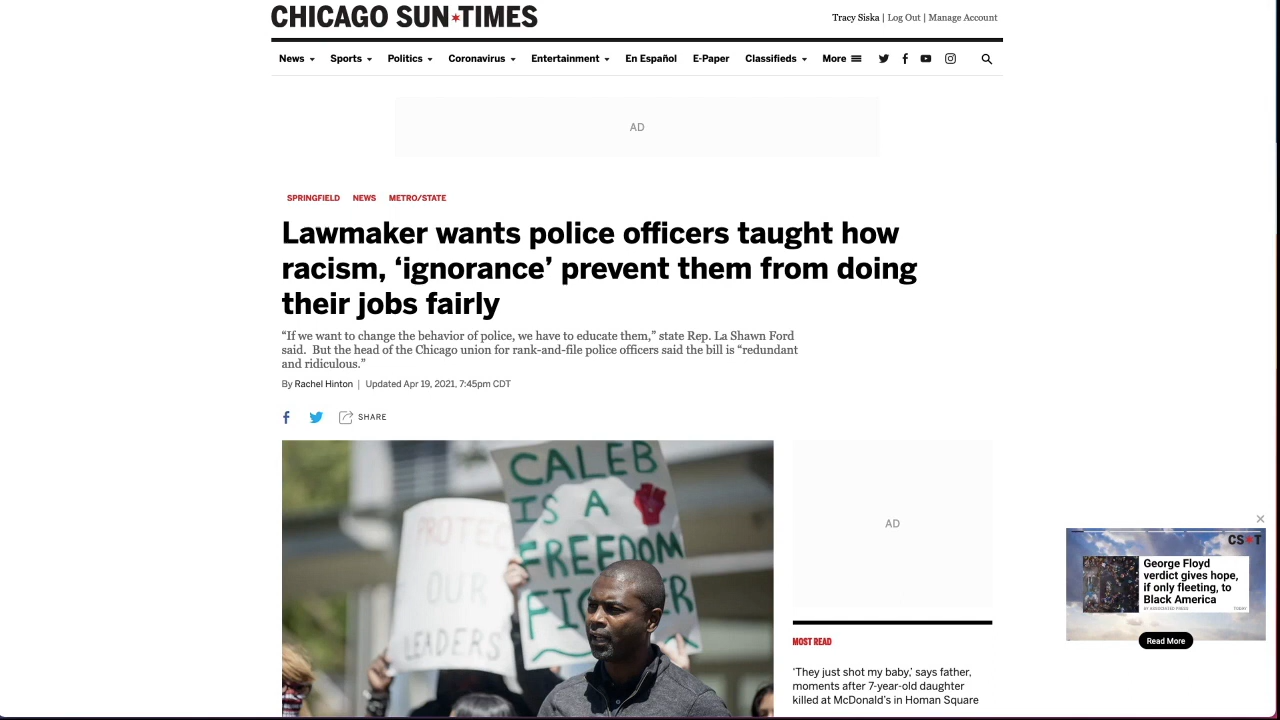 CHICAGO SUN★TIMES
Tracy Siska | Log Out | Manage Account
News Sports Politics Coronavirus Entertainment En Español E-Paper Classifieds More
AD
SPRINGFIELD NEWS METRO/STATE
Lawmaker wants police officers taught how
racism, ‘ignorance’ prevent them from doing
their jobs fairly
“If we want to change the behavior of police, we have to educate them,” state Rep. La Shawn Ford
said. But the head of the Chicago union for rank-and-file police officers said the bill is “redundant
and ridiculous.”
By Rachel Hinton | Updated Apr 19, 2021, 7:45pm CDT
SHARE
CALEB
IS A
FREEDOM
PROTECT
OUR
LEADERS
AD
MOST READ
‘They just shot my baby,’ says father,
moments after 7-year-old daughter
killed at McDonald’s in Homan Square
CS★T
George Floyd
verdict gives hope,
if only fleeting, to
Black America
BY ASSOCIATED PRESS TODAY
Read More